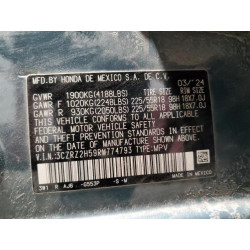 MFD. BY HONDA DE MEXICO S.A. DE C.V. 03/24
GVWR 1900KG(4188LBS) TIRE SIZE RIM SIZE
GAWR F 1020KG(2248LBS) 225/55R18 98H 18X7.0J
GAWR R 930KG(2050LBS) 225/55R18 98H 18X7.0J
THIS VEHICLE CONFORMS TO ALL APPLICABLE FEDERAL
MOTOR VEHICLE SAFETY, BUMPER, AND THEFT PREVENTION
STANDARDS IN EFFECT ON THE DATE OF MANUFACTURE
SHOWN ABOVE.
V.I.N.:3CZRZ2H59RM774793 TYPE:MPV
MADE IN MEXICO